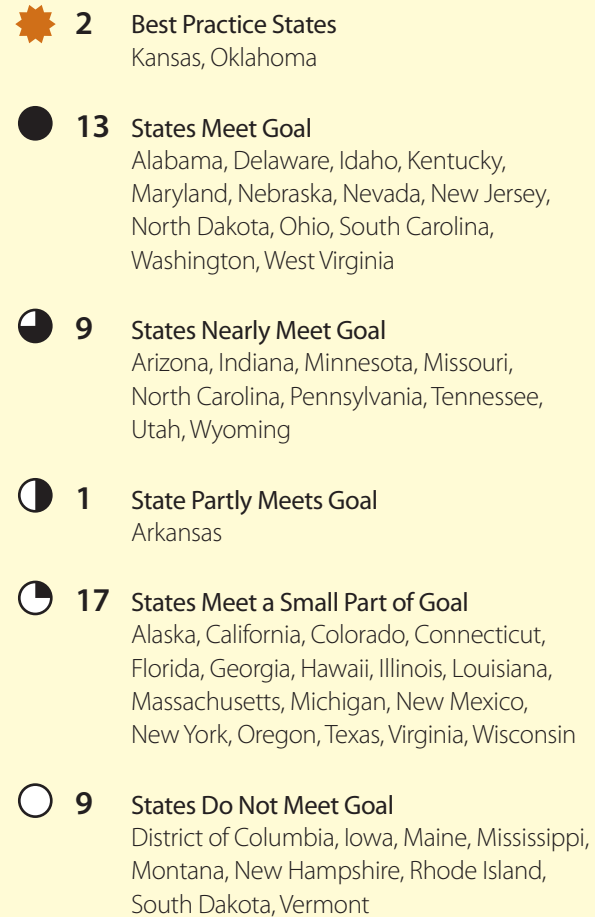 2 Best Practice States
Kansas, Oklahoma
13 States Meet Goal
Alabama, Delaware, Idaho, Kentucky,
Maryland, Nebraska, Nevada, New Jersey,
North Dakota, Ohio, South Carolina,
Washington, West Virginia
9 States Nearly Meet Goal
Arizona, Indiana, Minnesota, Missouri,
North Carolina, Pennsylvania, Tennessee,
Utah, Wyoming
1 State Partly Meets Goal
Arkansas
17 States Meet a Small Part of Goal
Alaska, California, Colorado, Connecticut,
Florida, Georgia, Hawaii, Illinois, Louisiana,
Massachusetts, Michigan, New Mexico,
New York, Oregon, Texas, Virginia, Wisconsin
9 States Do Not Meet Goal
District of Columbia, Iowa, Maine, Mississippi,
Montana, New Hampshire, Rhode Island,
South Dakota, Vermont